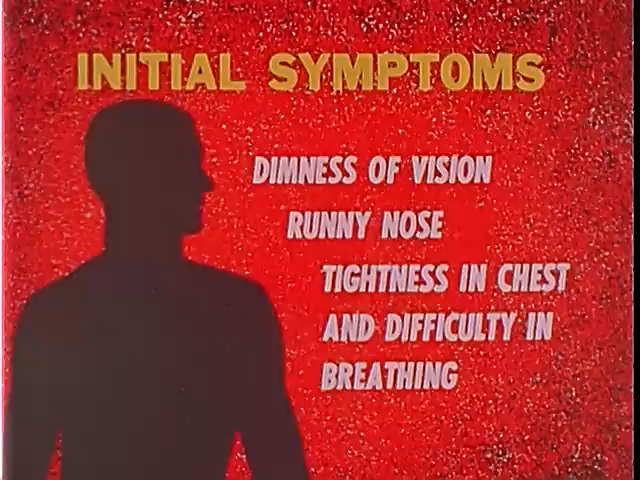 INITIAL SYMPTOMS
DIMNESS OF VISION
RUNNY NOSE
TIGHTNESS IN CHEST
AND DIFFICULTY IN
BREATHING